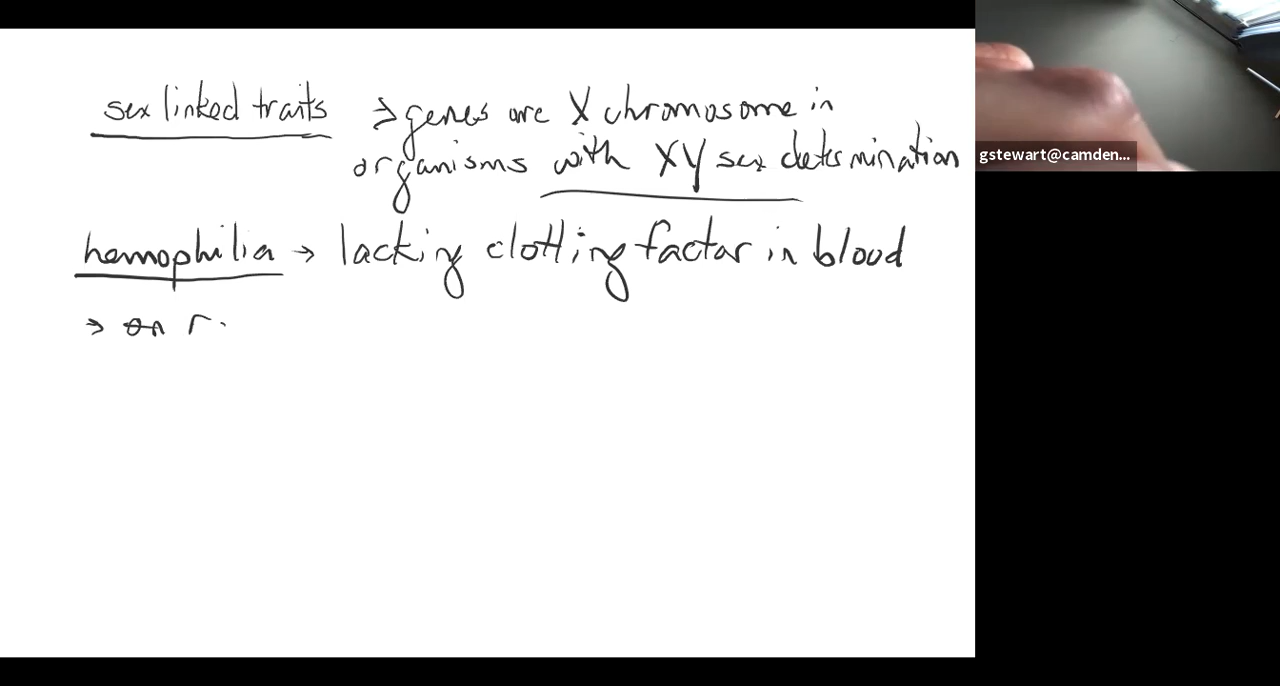 sex linked traits → genes are X chromosome in
organisms with XY sex determination
gstewart@camden...
hemophilia → lacking clotting factor in blood
→ on r